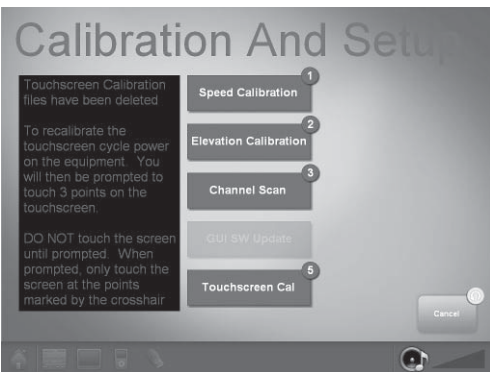 Calibration And Setup
Touchscreen Calibration
files have been deleted
To recalibrate the
touchscreen cycle power
on the equipment. You
will then be prompted to
touch 3 points on the
touchscreen.
DO NOT touch the screen
until prompted. When
prompted, only touch the
screen at the points
marked by the crosshair
1
Speed Calibration
2
Elevation Calibration
3
Channel Scan
GUI SW Update
5
Touchscreen Cal
Cancel